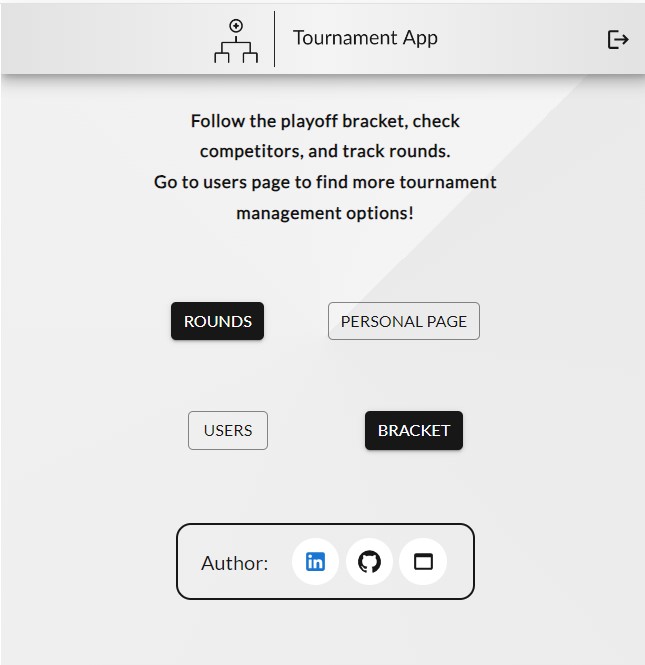 Tournament App
Follow the playoff bracket, check
competitors, and track rounds.
Go to users page to find more tournament
management options!
ROUNDS
PERSONAL PAGE
USERS
BRACKET
Author:
in